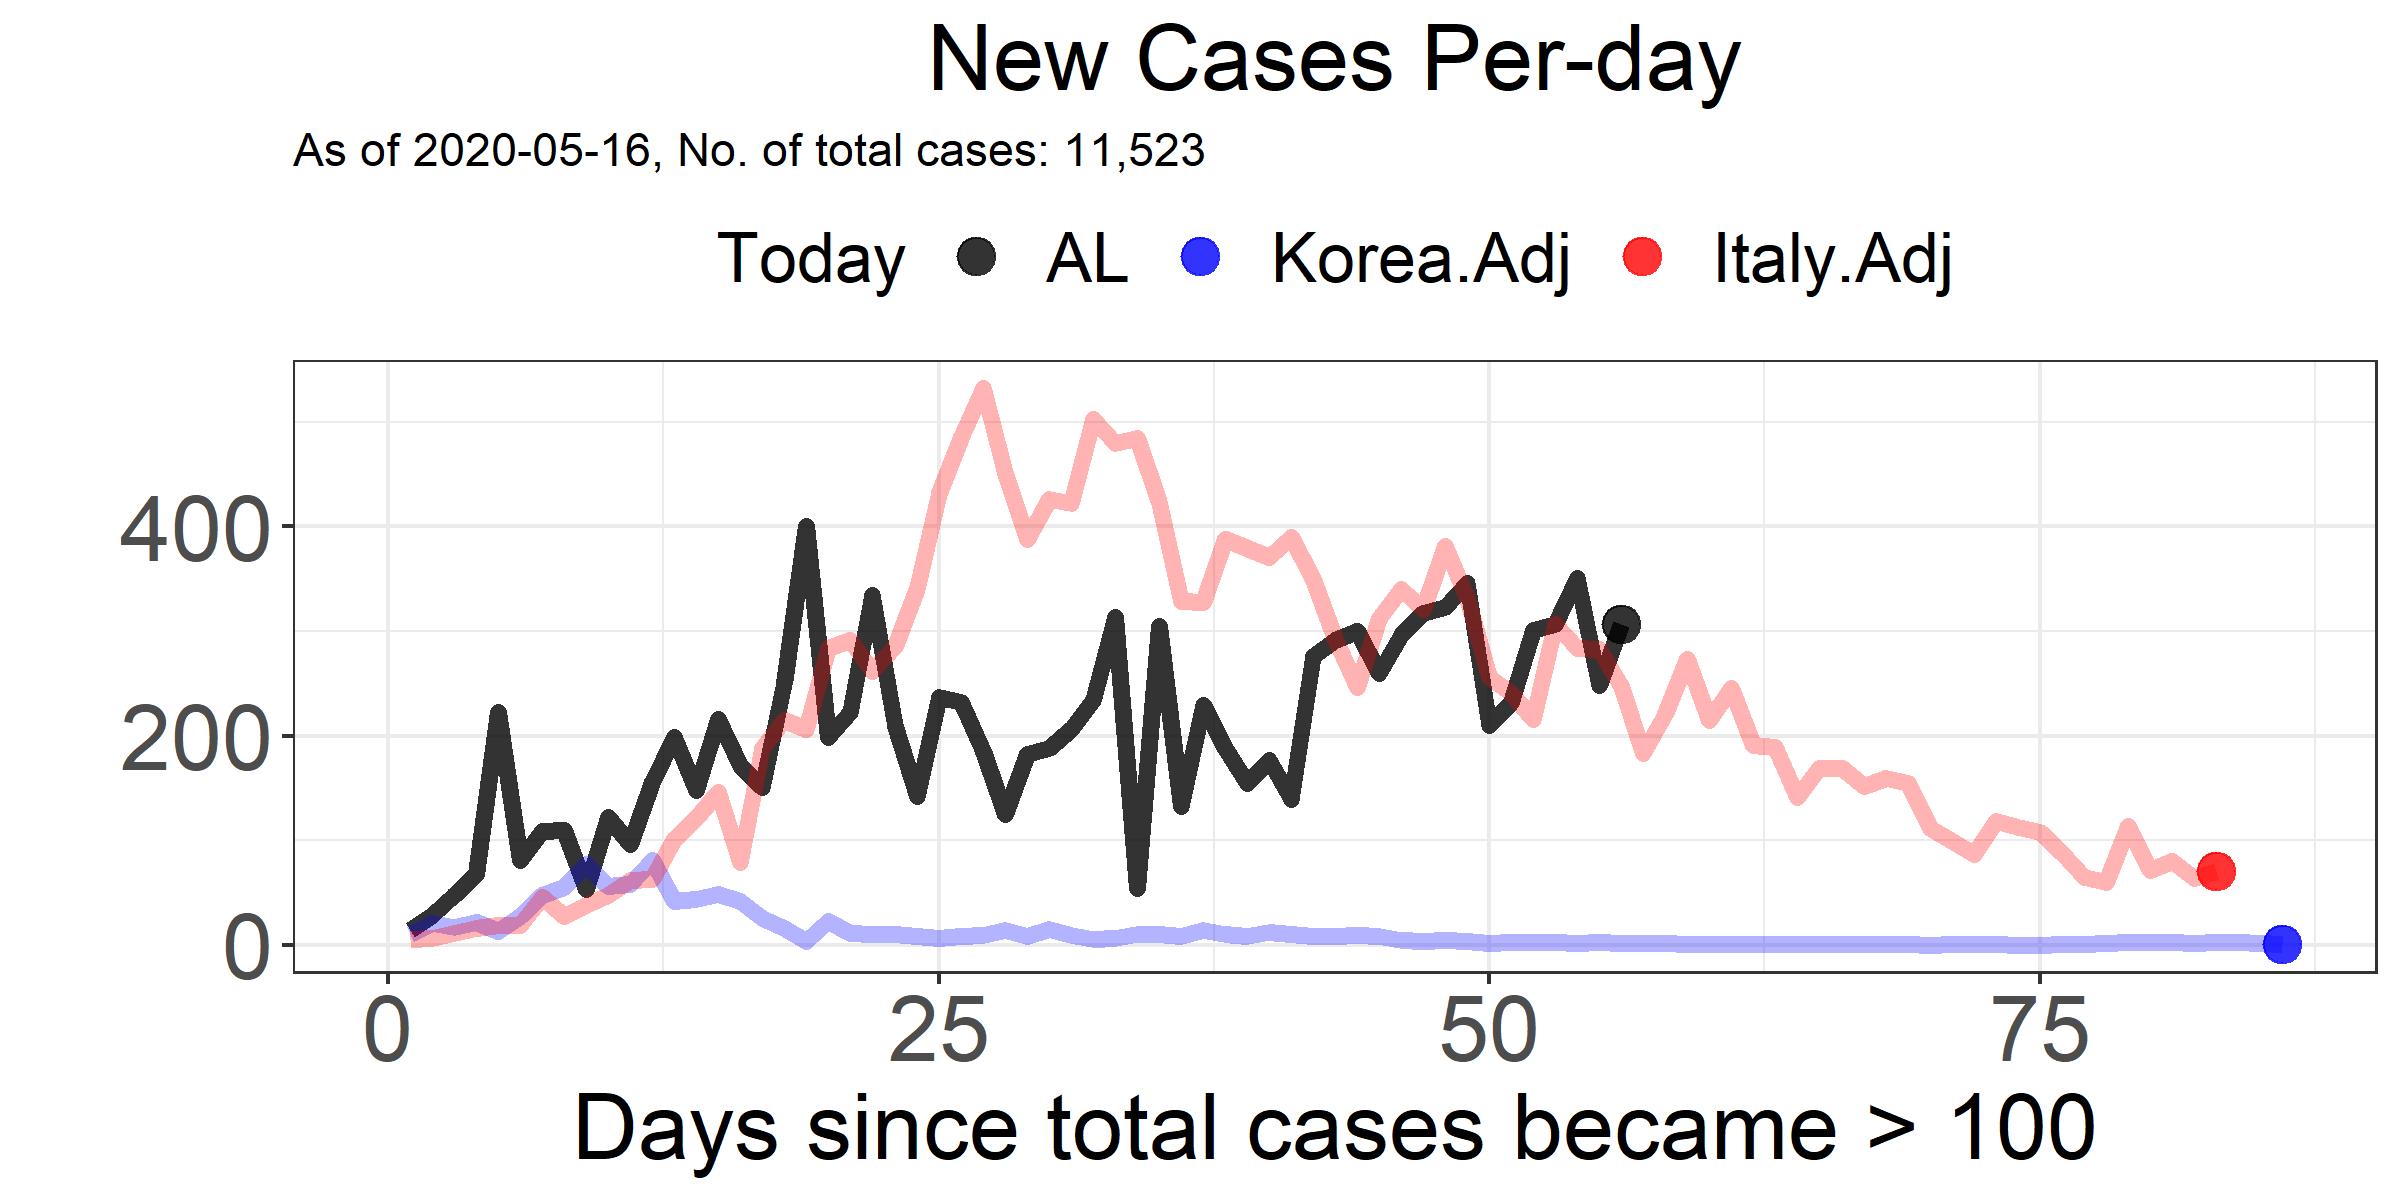 New Cases Per-day
As of 2020-05-16, No. of total cases: 11,523
Today AL Korea.Adj Italy.Adj
400
200
0
0 25 50 75
Days since total cases became > 100